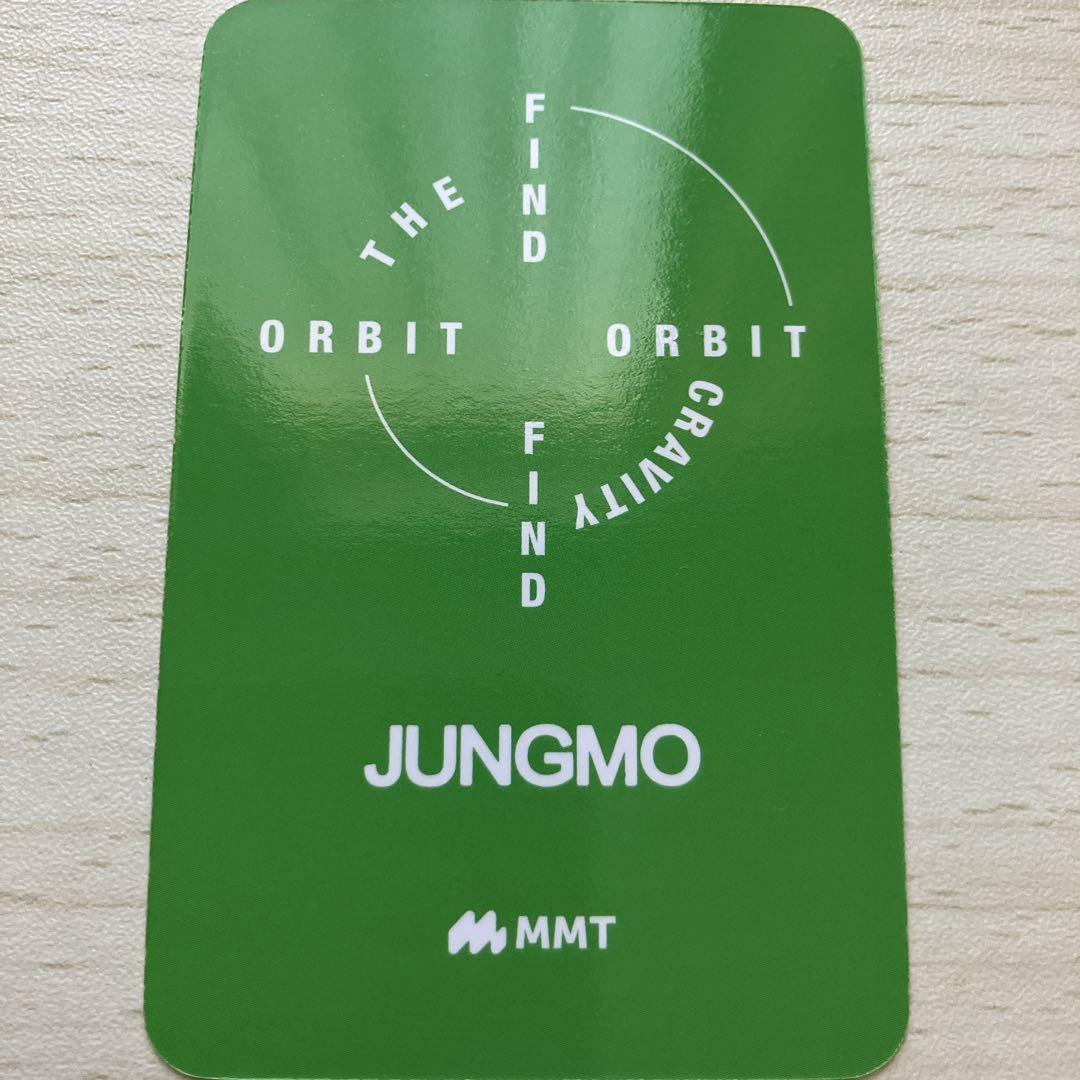 FIND
THE
ORBIT
ORBIT
GRAVITY
FIND
JUNGMO
MMT